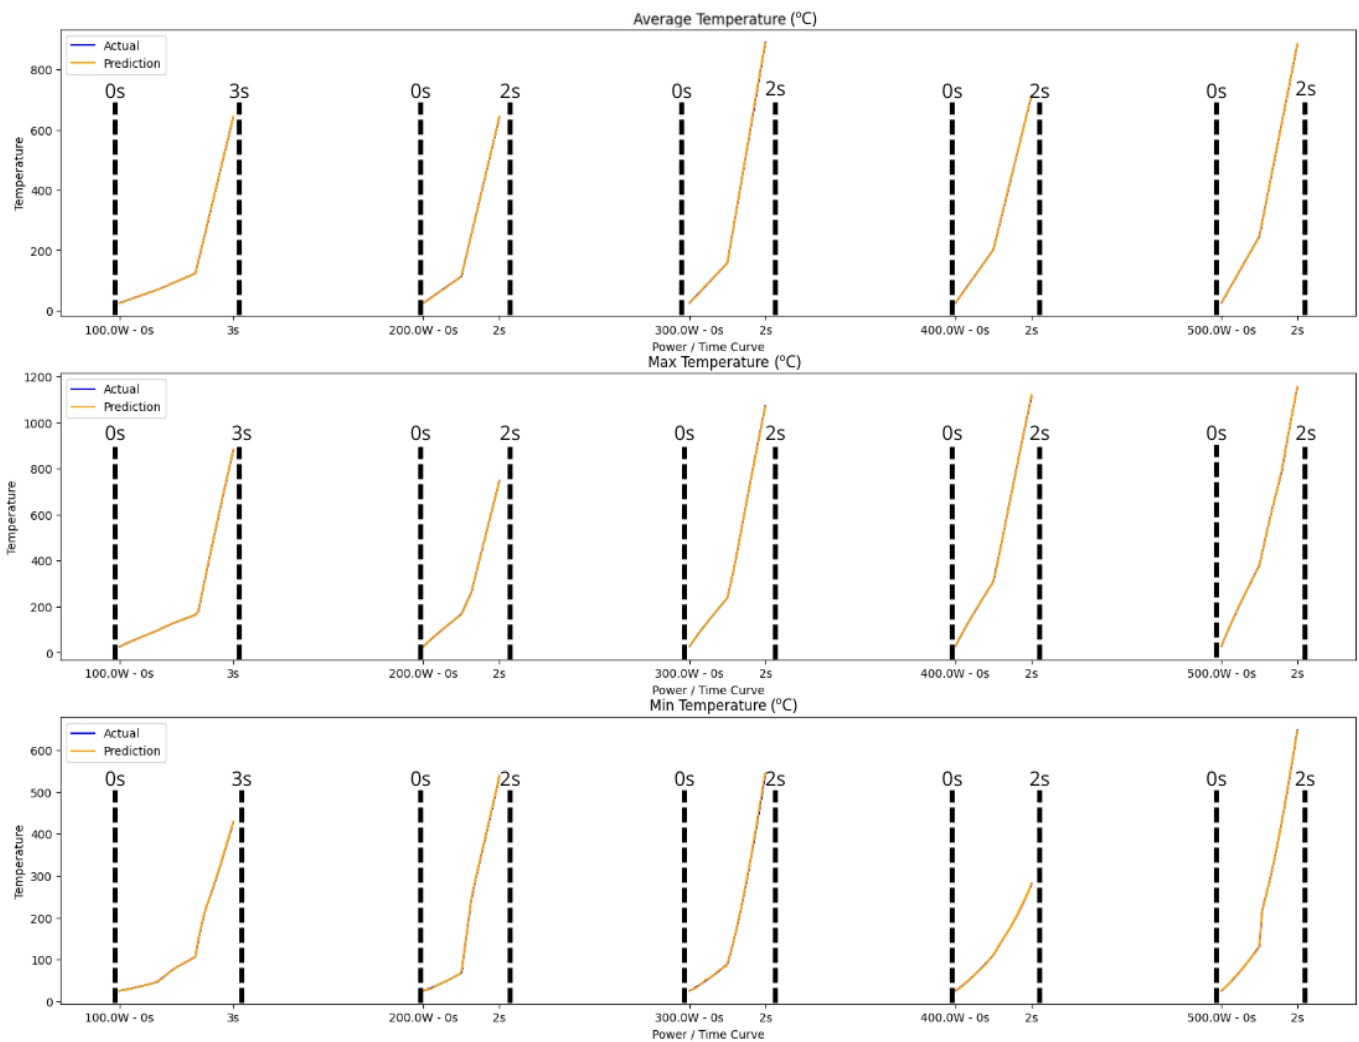 Average Temperature (°C)
Actual
Prediction
0s 3s 0s 2s 0s 2s 0s 2s 0s 2s
800
600
400
200
0
Temperature
100.0W - 0s 3s 200.0W - 0s 2s 300.0W - 0s 2s 400.0W - 0s 2s 500.0W - 0s 2s
Power / Time Curve
Max Temperature (°C)
Actual
Prediction
0s 3s 0s 2s 0s 2s 0s 2s 0s 2s
1200
1000
800
600
400
200
0
Temperature
100.0W - 0s 3s 200.0W - 0s 2s 300.0W - 0s 2s 400.0W - 0s 2s 500.0W - 0s 2s
Power / Time Curve
Min Temperature (°C)
Actual
Prediction
0s 3s 0s 2s 0s 2s 0s 2s 0s 2s
600
500
400
300
200
100
0
Temperature
100.0W - 0s 3s 200.0W - 0s 2s 300.0W - 0s 2s 400.0W - 0s 2s 500.0W - 0s 2s
Power / Time Curve